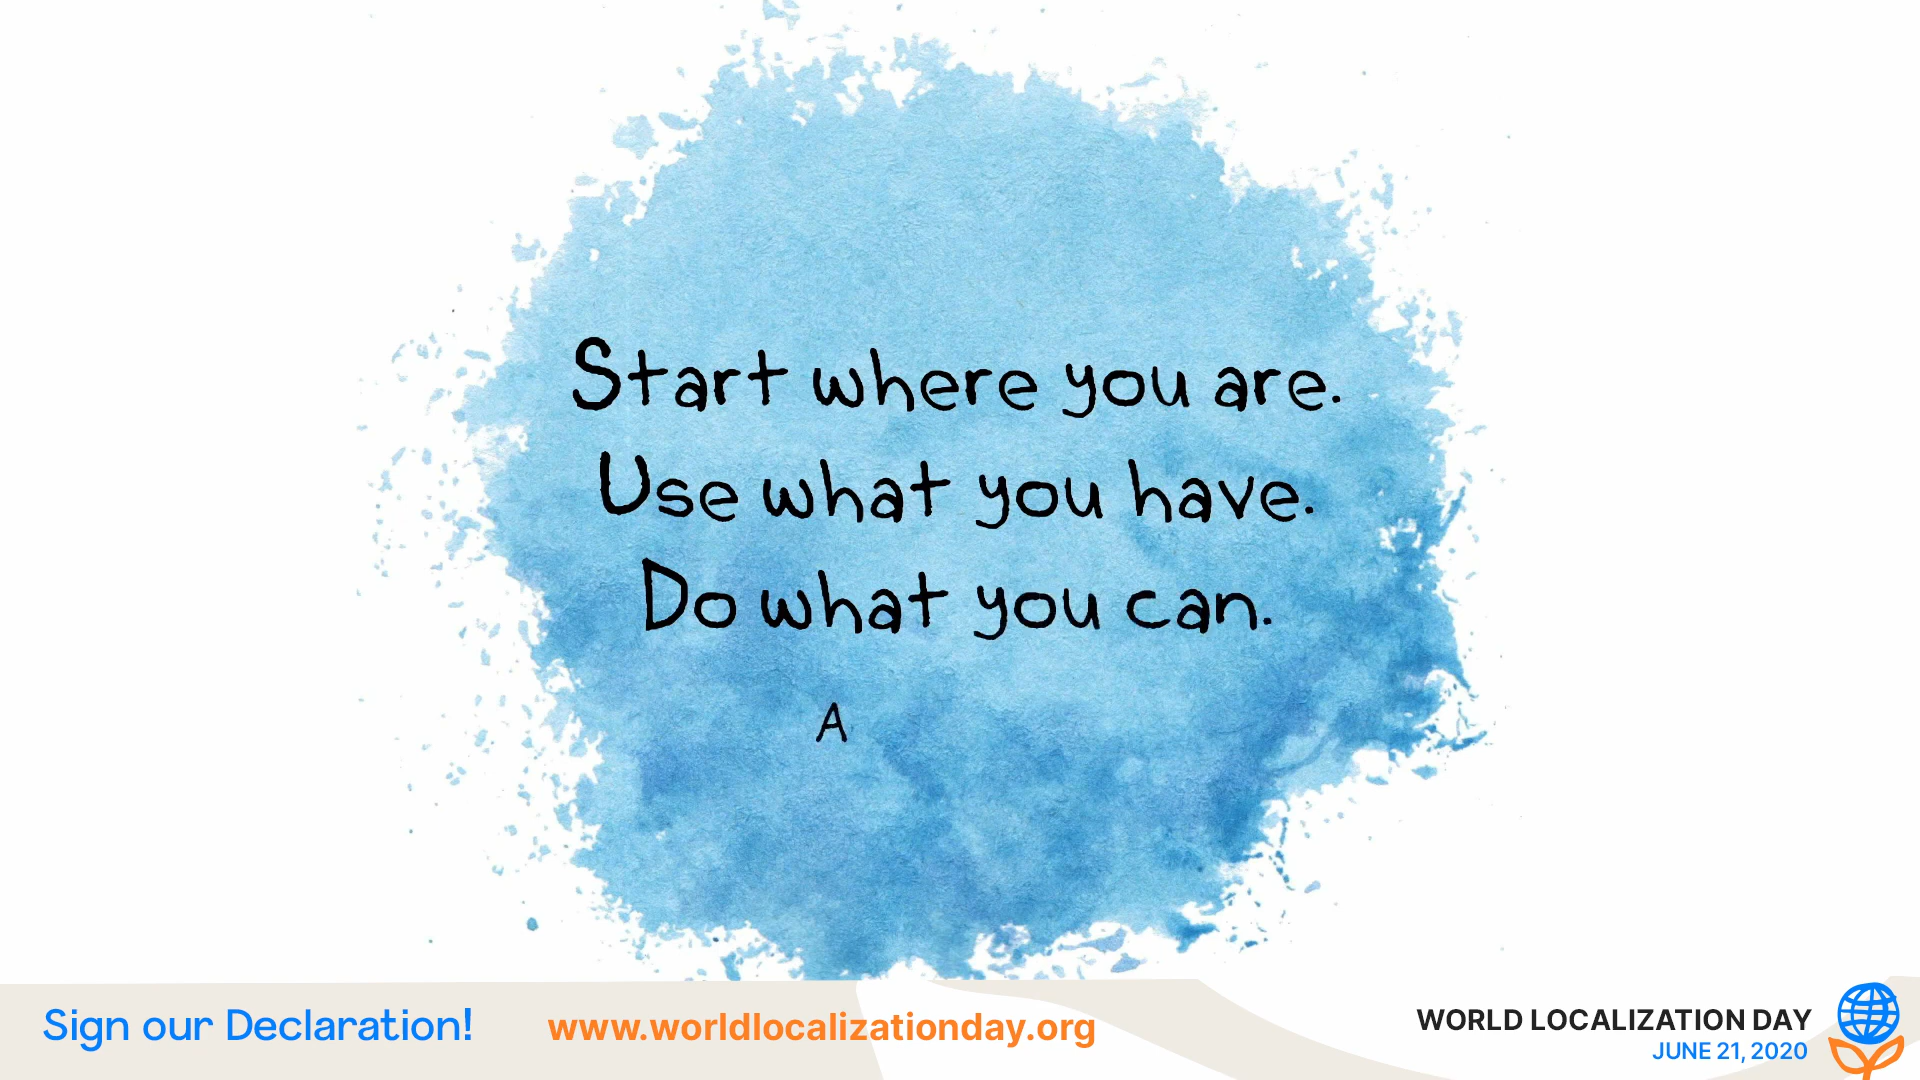 Start where you are.
Use what you have.
Do what you can.
A
Sign our Declaration!
www.worldlocalizationday.org
WORLD LOCALIZATION DAY
JUNE 21, 2020